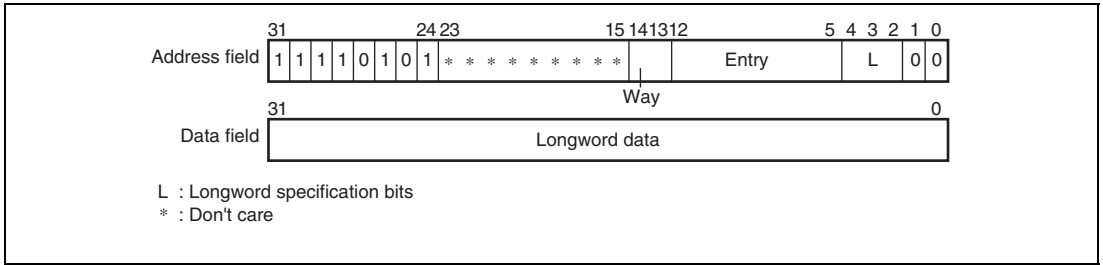 31 24 23 15 14 13 12 5 4 3 2 1 0
Address field 1 1 1 1 0 1 0 1 * * * * * * * * * Entry L 0 0
Way
31 0
Data field Longword data
L : Longword specification bits
* : Don't care